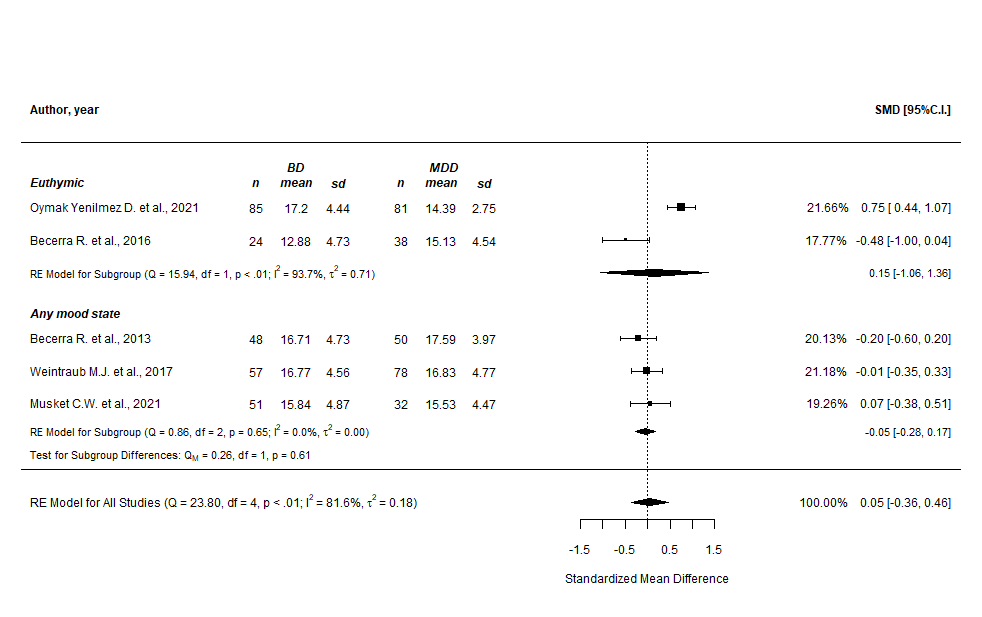 Author, year SMD [95%C.I.]
BD MDD
Euthymic n mean sd n mean sd
Oymak Yenilmez D. et al., 2021 85 17.2 4.44 81 14.39 2.75 21.66% 0.75 [ 0.44, 1.07]
Becerra R. et al., 2016 24 12.88 4.73 38 15.13 4.54 17.77% -0.48 [-1.00, 0.04]
RE Model for Subgroup (Q = 15.94, df = 1, p < .01; I² = 93.7%, τ² = 0.71) 0.15 [-1.06, 1.36]
Any mood state
Becerra R. et al., 2013 48 16.71 4.73 50 17.59 3.97 20.13% -0.20 [-0.60, 0.20]
Weintraub M.J. et al., 2017 57 16.77 4.56 78 16.83 4.77 21.18% -0.01 [-0.35, 0.33]
Musket C.W. et al., 2021 51 15.84 4.87 32 15.53 4.47 19.26% 0.07 [-0.38, 0.51]
RE Model for Subgroup (Q = 0.86, df = 2, p = 0.65; I² = 0.0%, τ² = 0.00) -0.05 [-0.28, 0.17]
Test for Subgroup Differences: Q_M = 0.26, df = 1, p = 0.61
RE Model for All Studies (Q = 23.80, df = 4, p < .01; I² = 81.6%, τ² = 0.18) 100.00% 0.05 [-0.36, 0.46]
-1.5 -0.5 0.5 1.5
Standardized Mean Difference